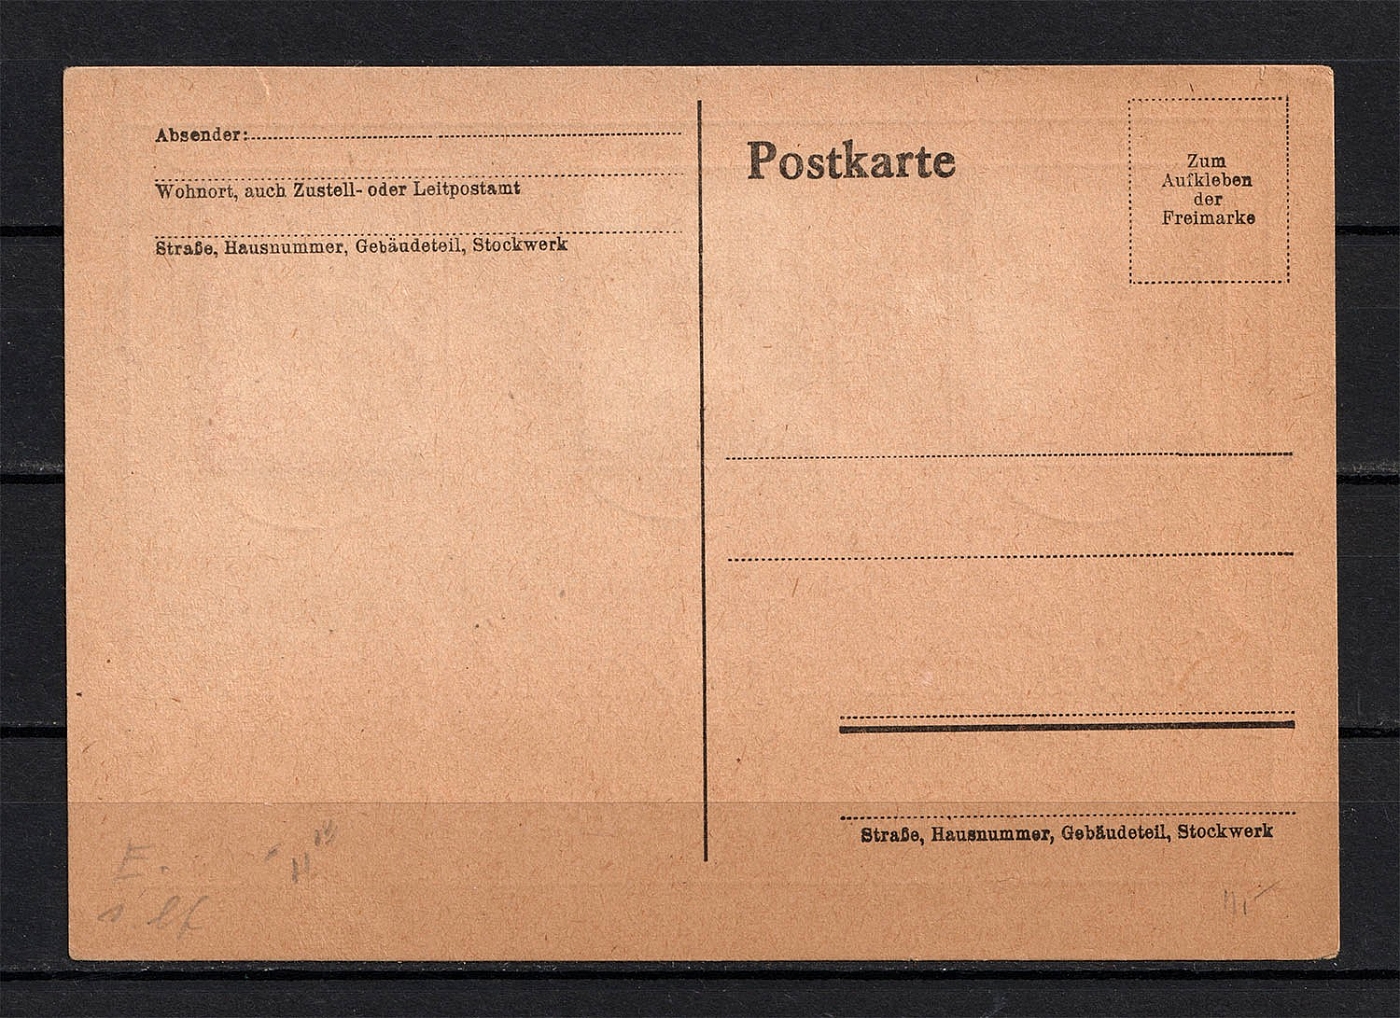 Absender:
Wohnort, auch Zustell- oder Leitpostamt
Straße, Hausnummer, Gebäudeteil, Stockwerk
Postkarte
Zum
Aufkleben
der
Freimarke
Straße, Hausnummer, Gebäudeteil, Stockwerk